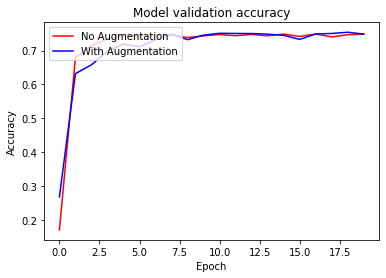 Model validation accuracy
No Augmentation
With Augmentation
Accuracy
0.7
0.6
0.5
0.4
0.3
0.2
0.0 2.5 5.0 7.5 10.0 12.5 15.0 17.5
Epoch